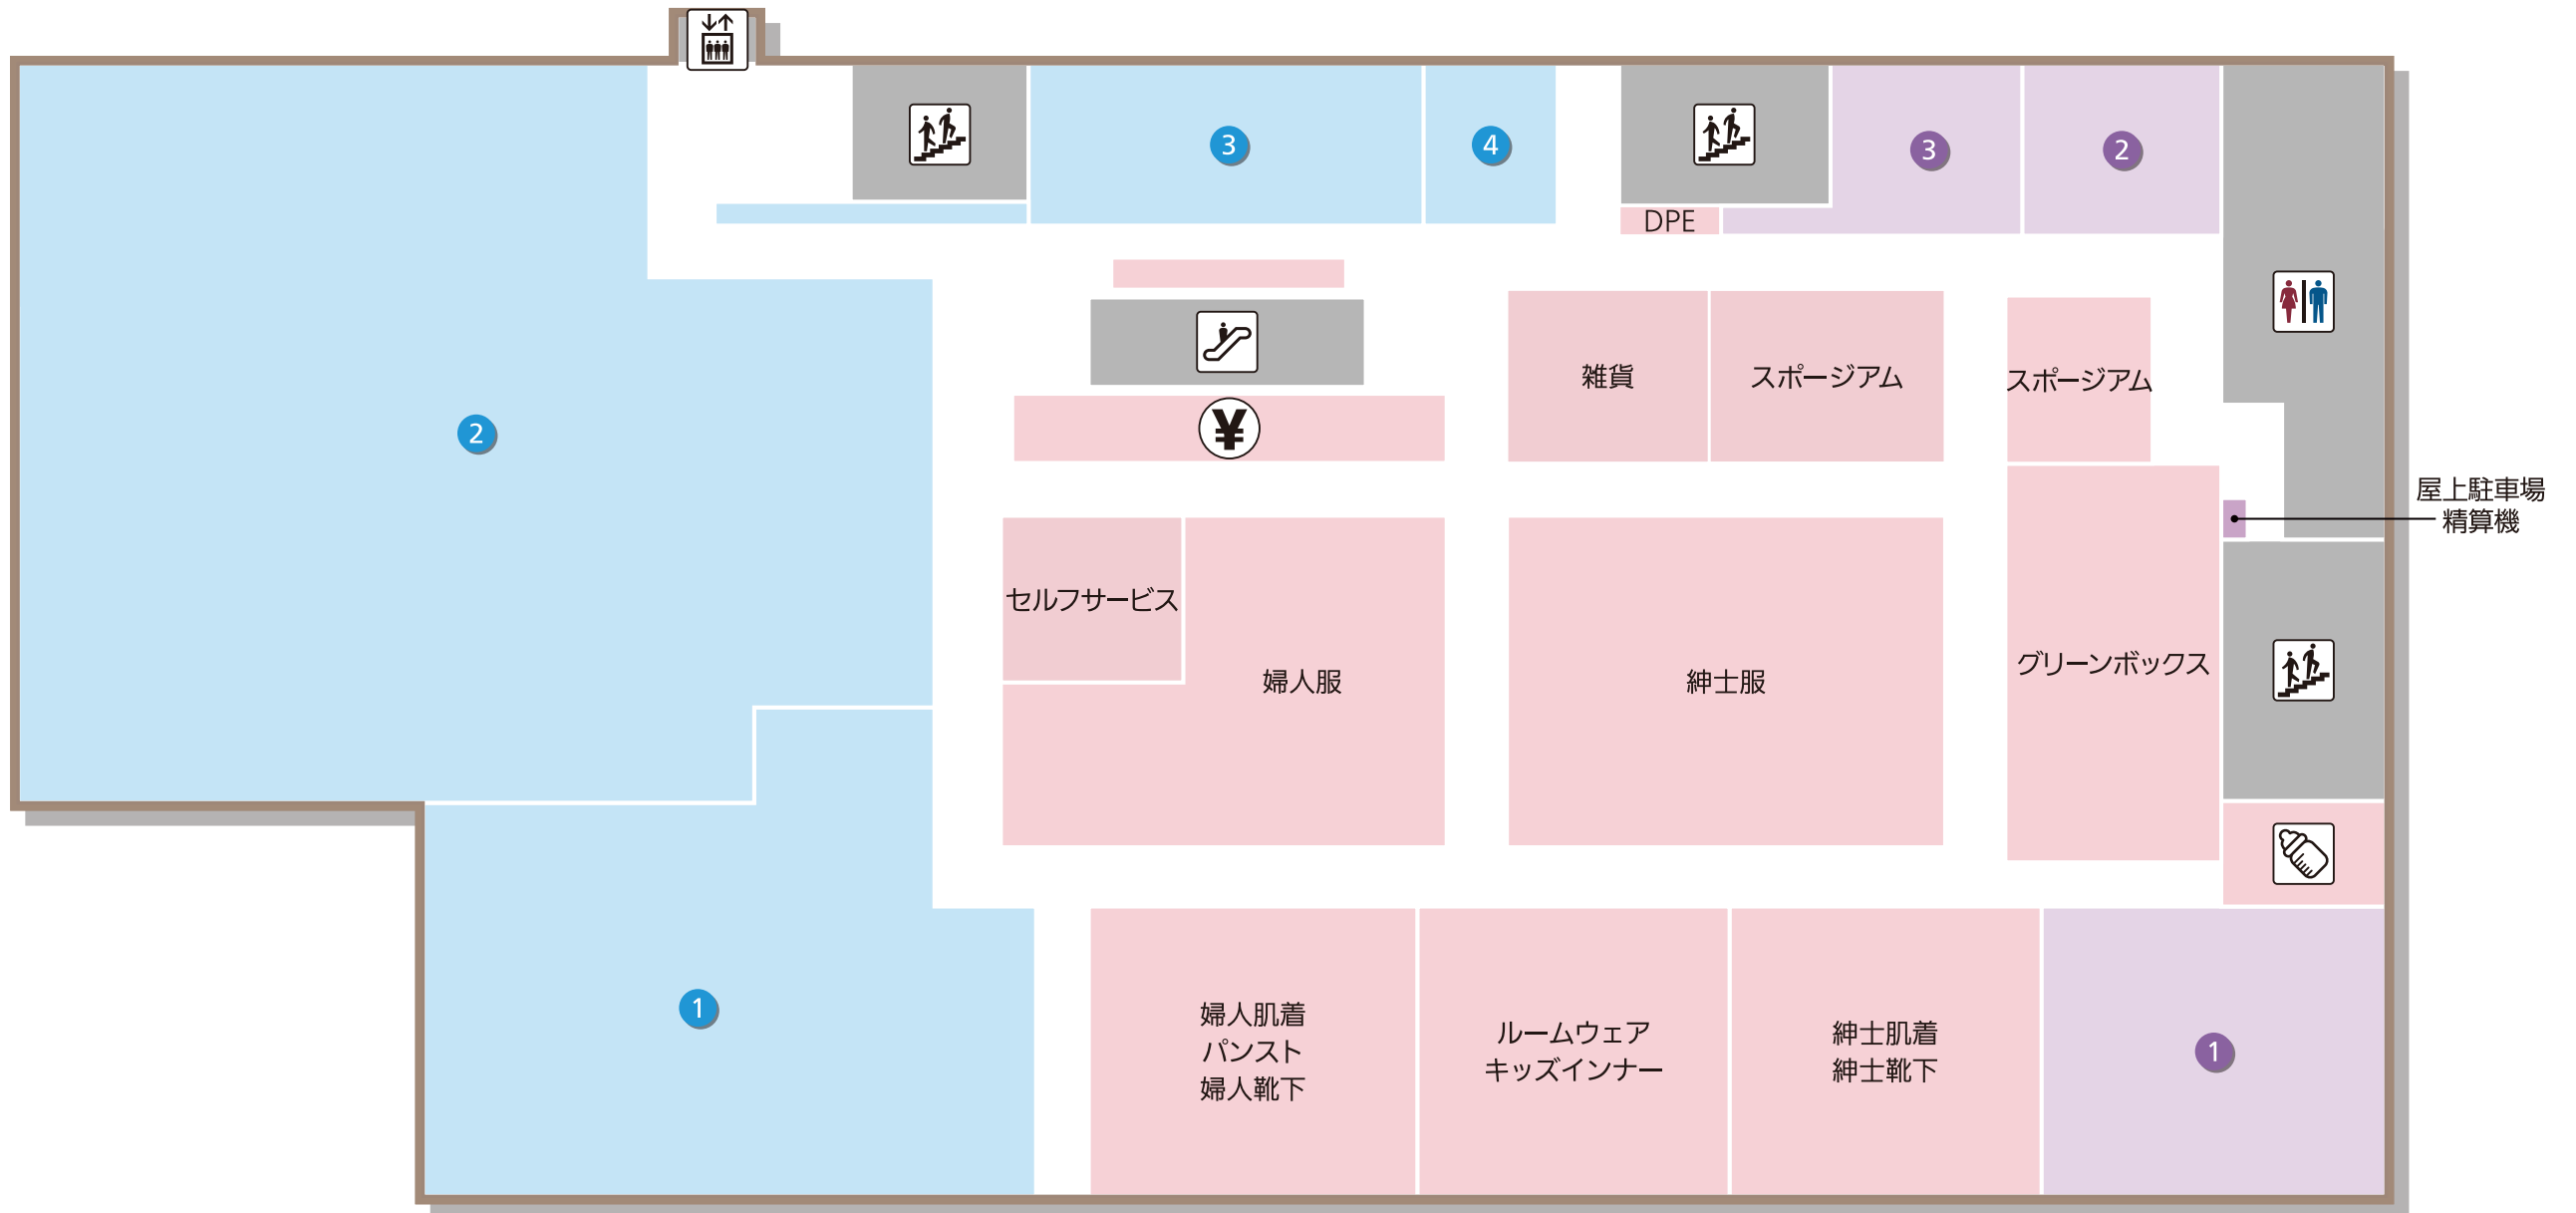 3
4
3
2
DPE
雑貨
スポージアム
スポージアム
¥
2
屋上駐車場
精算機
セルフサービス
婦人服
紳士服
グリーンボックス
1
婦人肌着
パンスト
婦人靴下
ルームウェア
キッズインナー
紳士肌着
紳士靴下
1